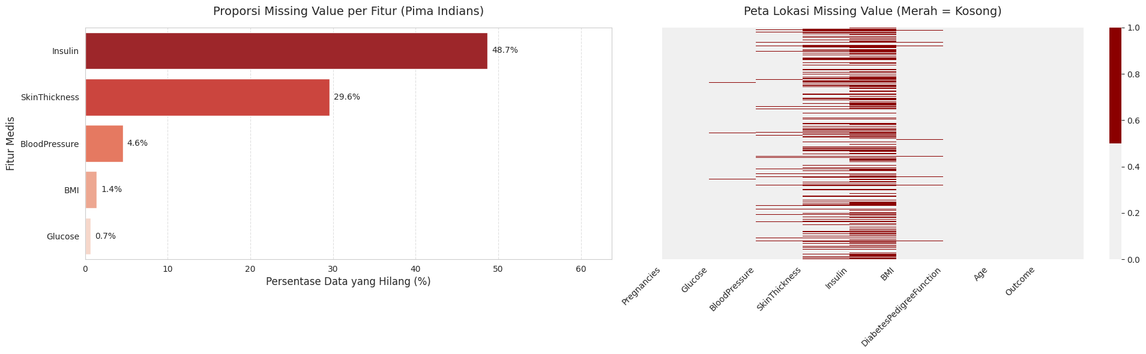 Proporsi Missing Value per Fitur (Pima Indians)
Fitur Medis
Insulin
48.7%
SkinThickness
29.6%
BloodPressure
4.6%
BMI
1.4%
Glucose
0.7%
0 10 20 30 40 50 60
Persentase Data yang Hilang (%)
Peta Lokasi Missing Value (Merah = Kosong)
1.0
0.8
0.6
0.4
0.2
0.0
Pregnancies
Glucose
BloodPressure
SkinThickness
Insulin
BMI
DiabetesPedigreeFunction
Age
Outcome